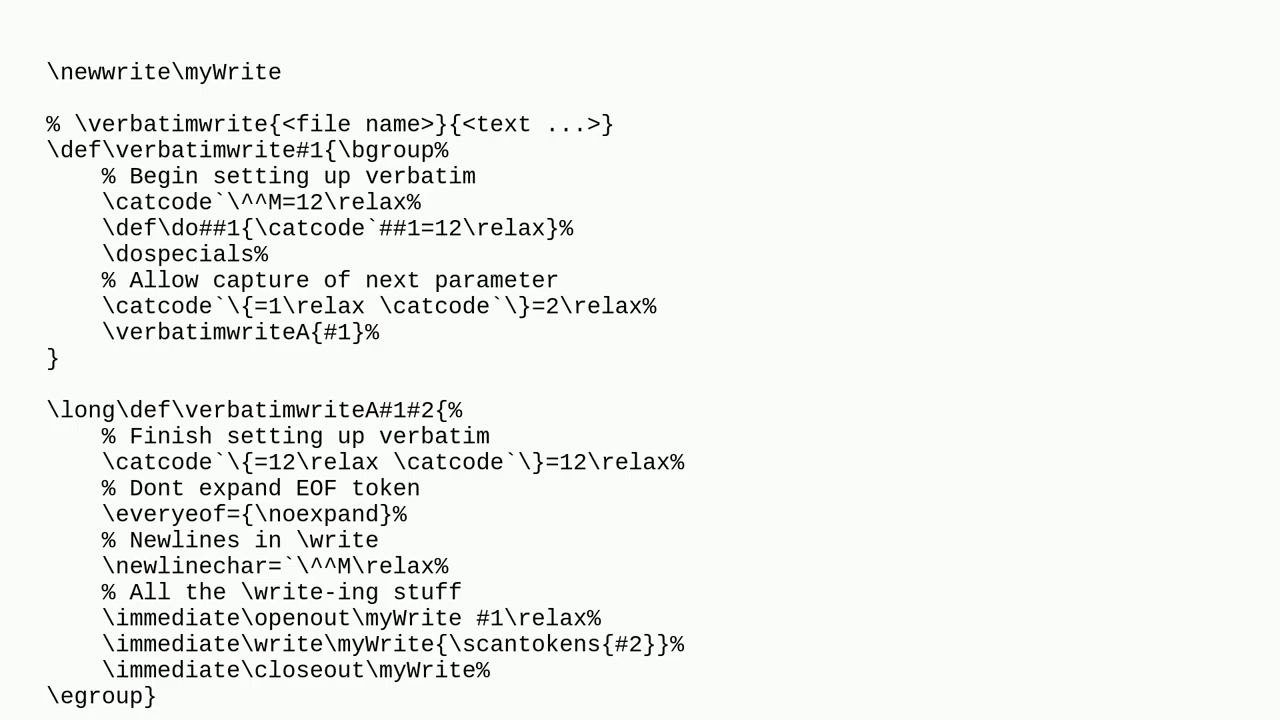 \newwrite\myWrite

% \verbatimwrite{<file name>}{<text ...>}
\def\verbatimwrite#1{\bgroup%
    % Begin setting up verbatim
    \catcode`\^^M=12\relax%
    \def\do##1{\catcode`##1=12\relax}%
    \dospecials%
    % Allow capture of next parameter
    \catcode`\{=1\relax \catcode`\}=2\relax%
    \verbatimwriteA{#1}%
}

\long\def\verbatimwriteA#1#2{%
    % Finish setting up verbatim
    \catcode`\{=12\relax \catcode`\}=12\relax%
    % Dont expand EOF token
    \everyeof={\noexpand}%
    % Newlines in \write
    \newlinechar=`\^^M\relax%
    % All the \write-ing stuff
    \immediate\openout\myWrite #1\relax%
    \immediate\write\myWrite{\scantokens{#2}}%
    \immediate\closeout\myWrite%
\egroup}